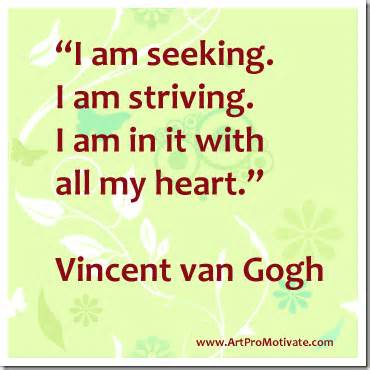 “I am seeking.
I am striving.
I am in it with
all my heart.”
Vincent van Gogh
www.ArtProMotivate.com